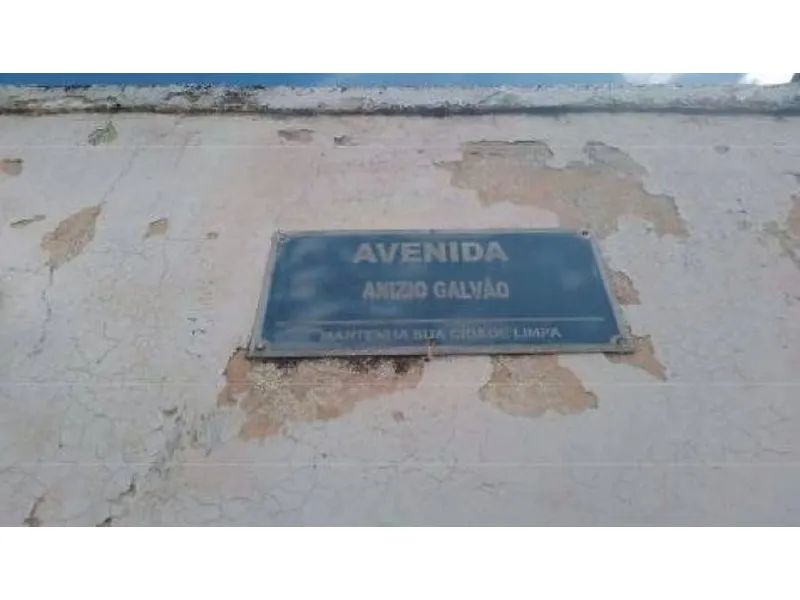 AVENIDA
ANIZIO GALVÃO
MANTENHA SUA CIDADE LIMPA